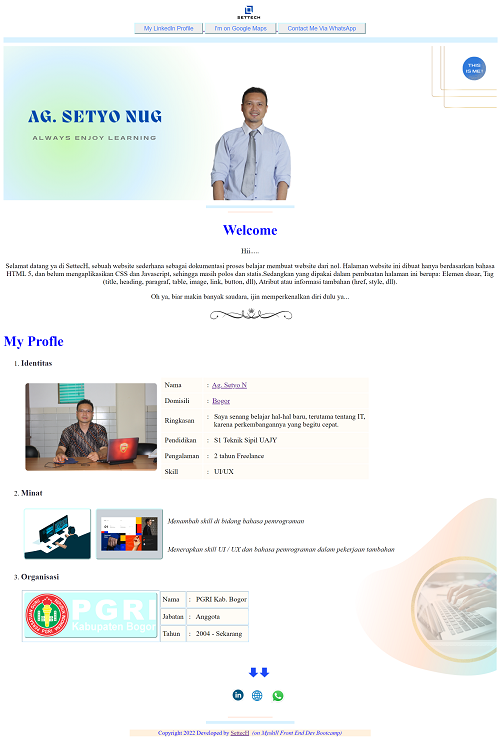 SETTECH
My LinkedIn Profile
I'm on Google Maps
Contact Me Via WhatsApp
THIS
IS ME!
AG. SETYO NUG
ALWAYS ENJOY LEARNING
Welcome
Hii.....
Selamat datang ya di SettecH, sebuah website sederhana sebagai dokumentasi proses belajar membuat website dari nol. Halaman website ini dibuat hanya berdasarkan bahasa
HTML 5, dan belum mengaplikasikan CSS dan Javascript, sehingga masih polos dan statis.Sedangkan yang dipakai dalam pembuatan halaman ini berupa: Elemen dasar, Tag
(title, heading, paragraf, table, image, link, button, dll), Atribut atau informasi tambahan (href, style, dll).
Oh ya, biar makin banyak saudara, ijin memperkenalkan diri dulu ya...
My Profle
1. Identitas
Nama : Ag. Setyo N
Domisili : Bogor
Ringkasan : Saya senang belajar hal-hal baru, terutama tentang IT,
karena perkembangannya yang begitu cepat.
Pendidikan : S1 Teknik Sipil UAJY
Pengalaman : 2 tahun Freelance
Skill : UI/UX
2. Minat
Menambah skill di bidang bahasa pemrograman
Menerapkan skill UI / UX dan bahasa pemrograman dalam pekerjaan tambahan
3. Organisasi
PGRI
Kabupaten Bogor
Nama : PGRI Kab. Bogor
Jabatan : Anggota
Tahun : 2004 - Sekarang
Copyright 2022 Developed by SettecH (on Myskill Front End Dev Bootcamp)